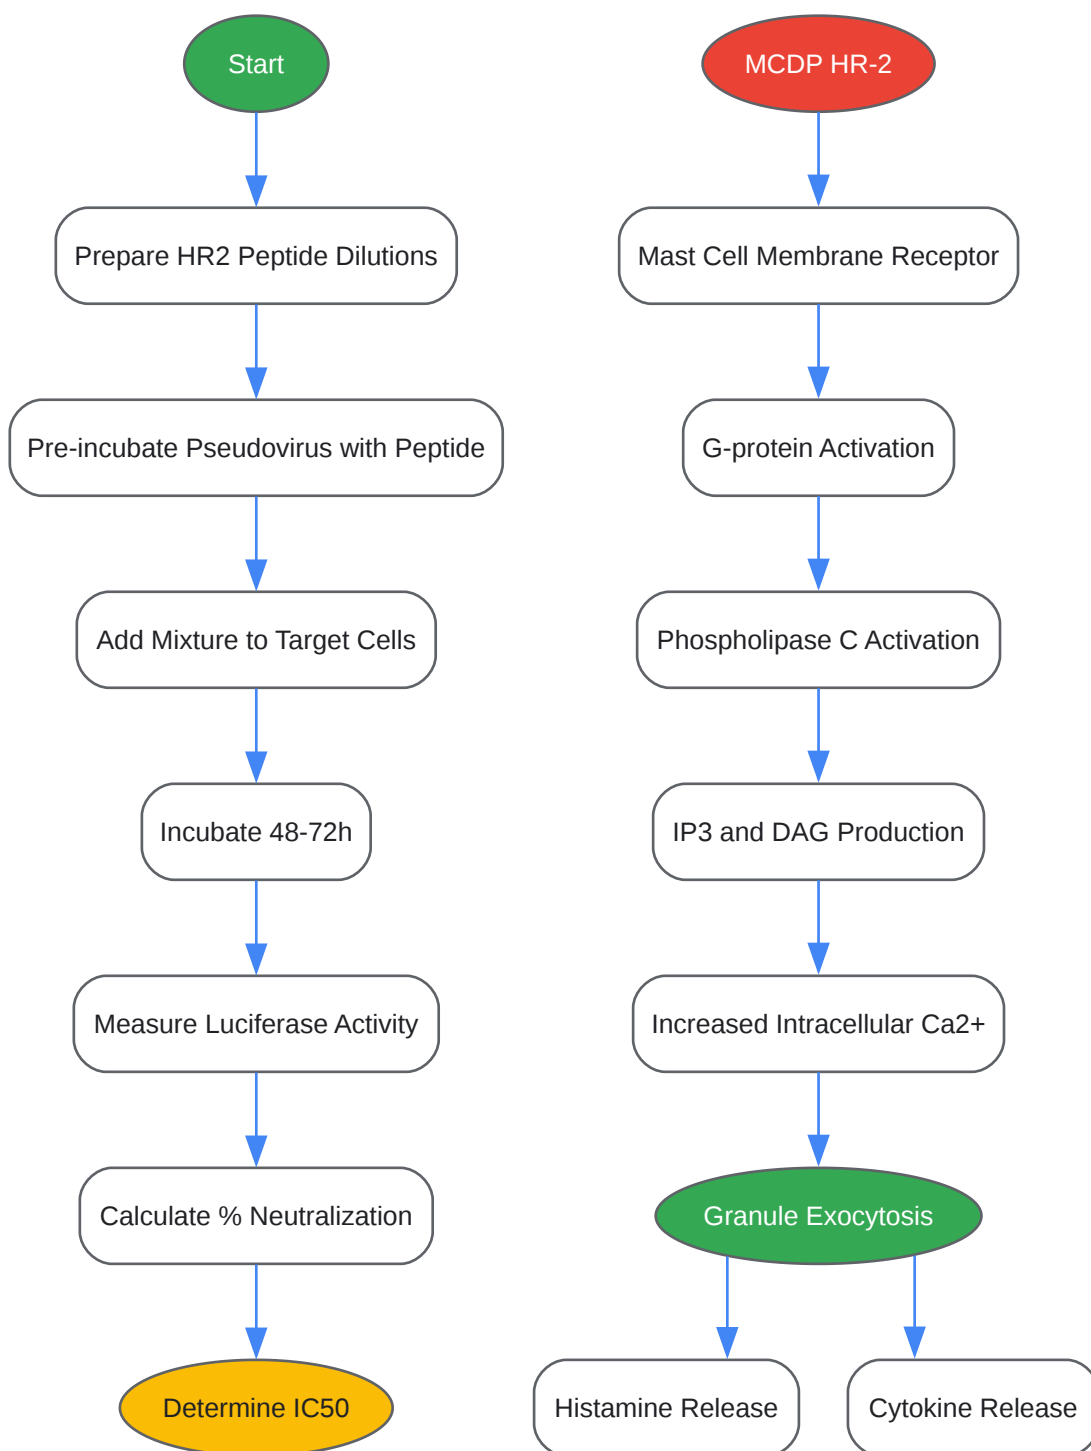 Start
Prepare HR2 Peptide Dilutions
Pre-incubate Pseudovirus with Peptide
Add Mixture to Target Cells
Incubate 48-72h
Measure Luciferase Activity
Calculate % Neutralization
Determine IC50
MCDP HR-2
Mast Cell Membrane Receptor
G-protein Activation
Phospholipase C Activation
IP3 and DAG Production
Increased Intracellular Ca2+
Granule Exocytosis
Histamine Release
Cytokine Release